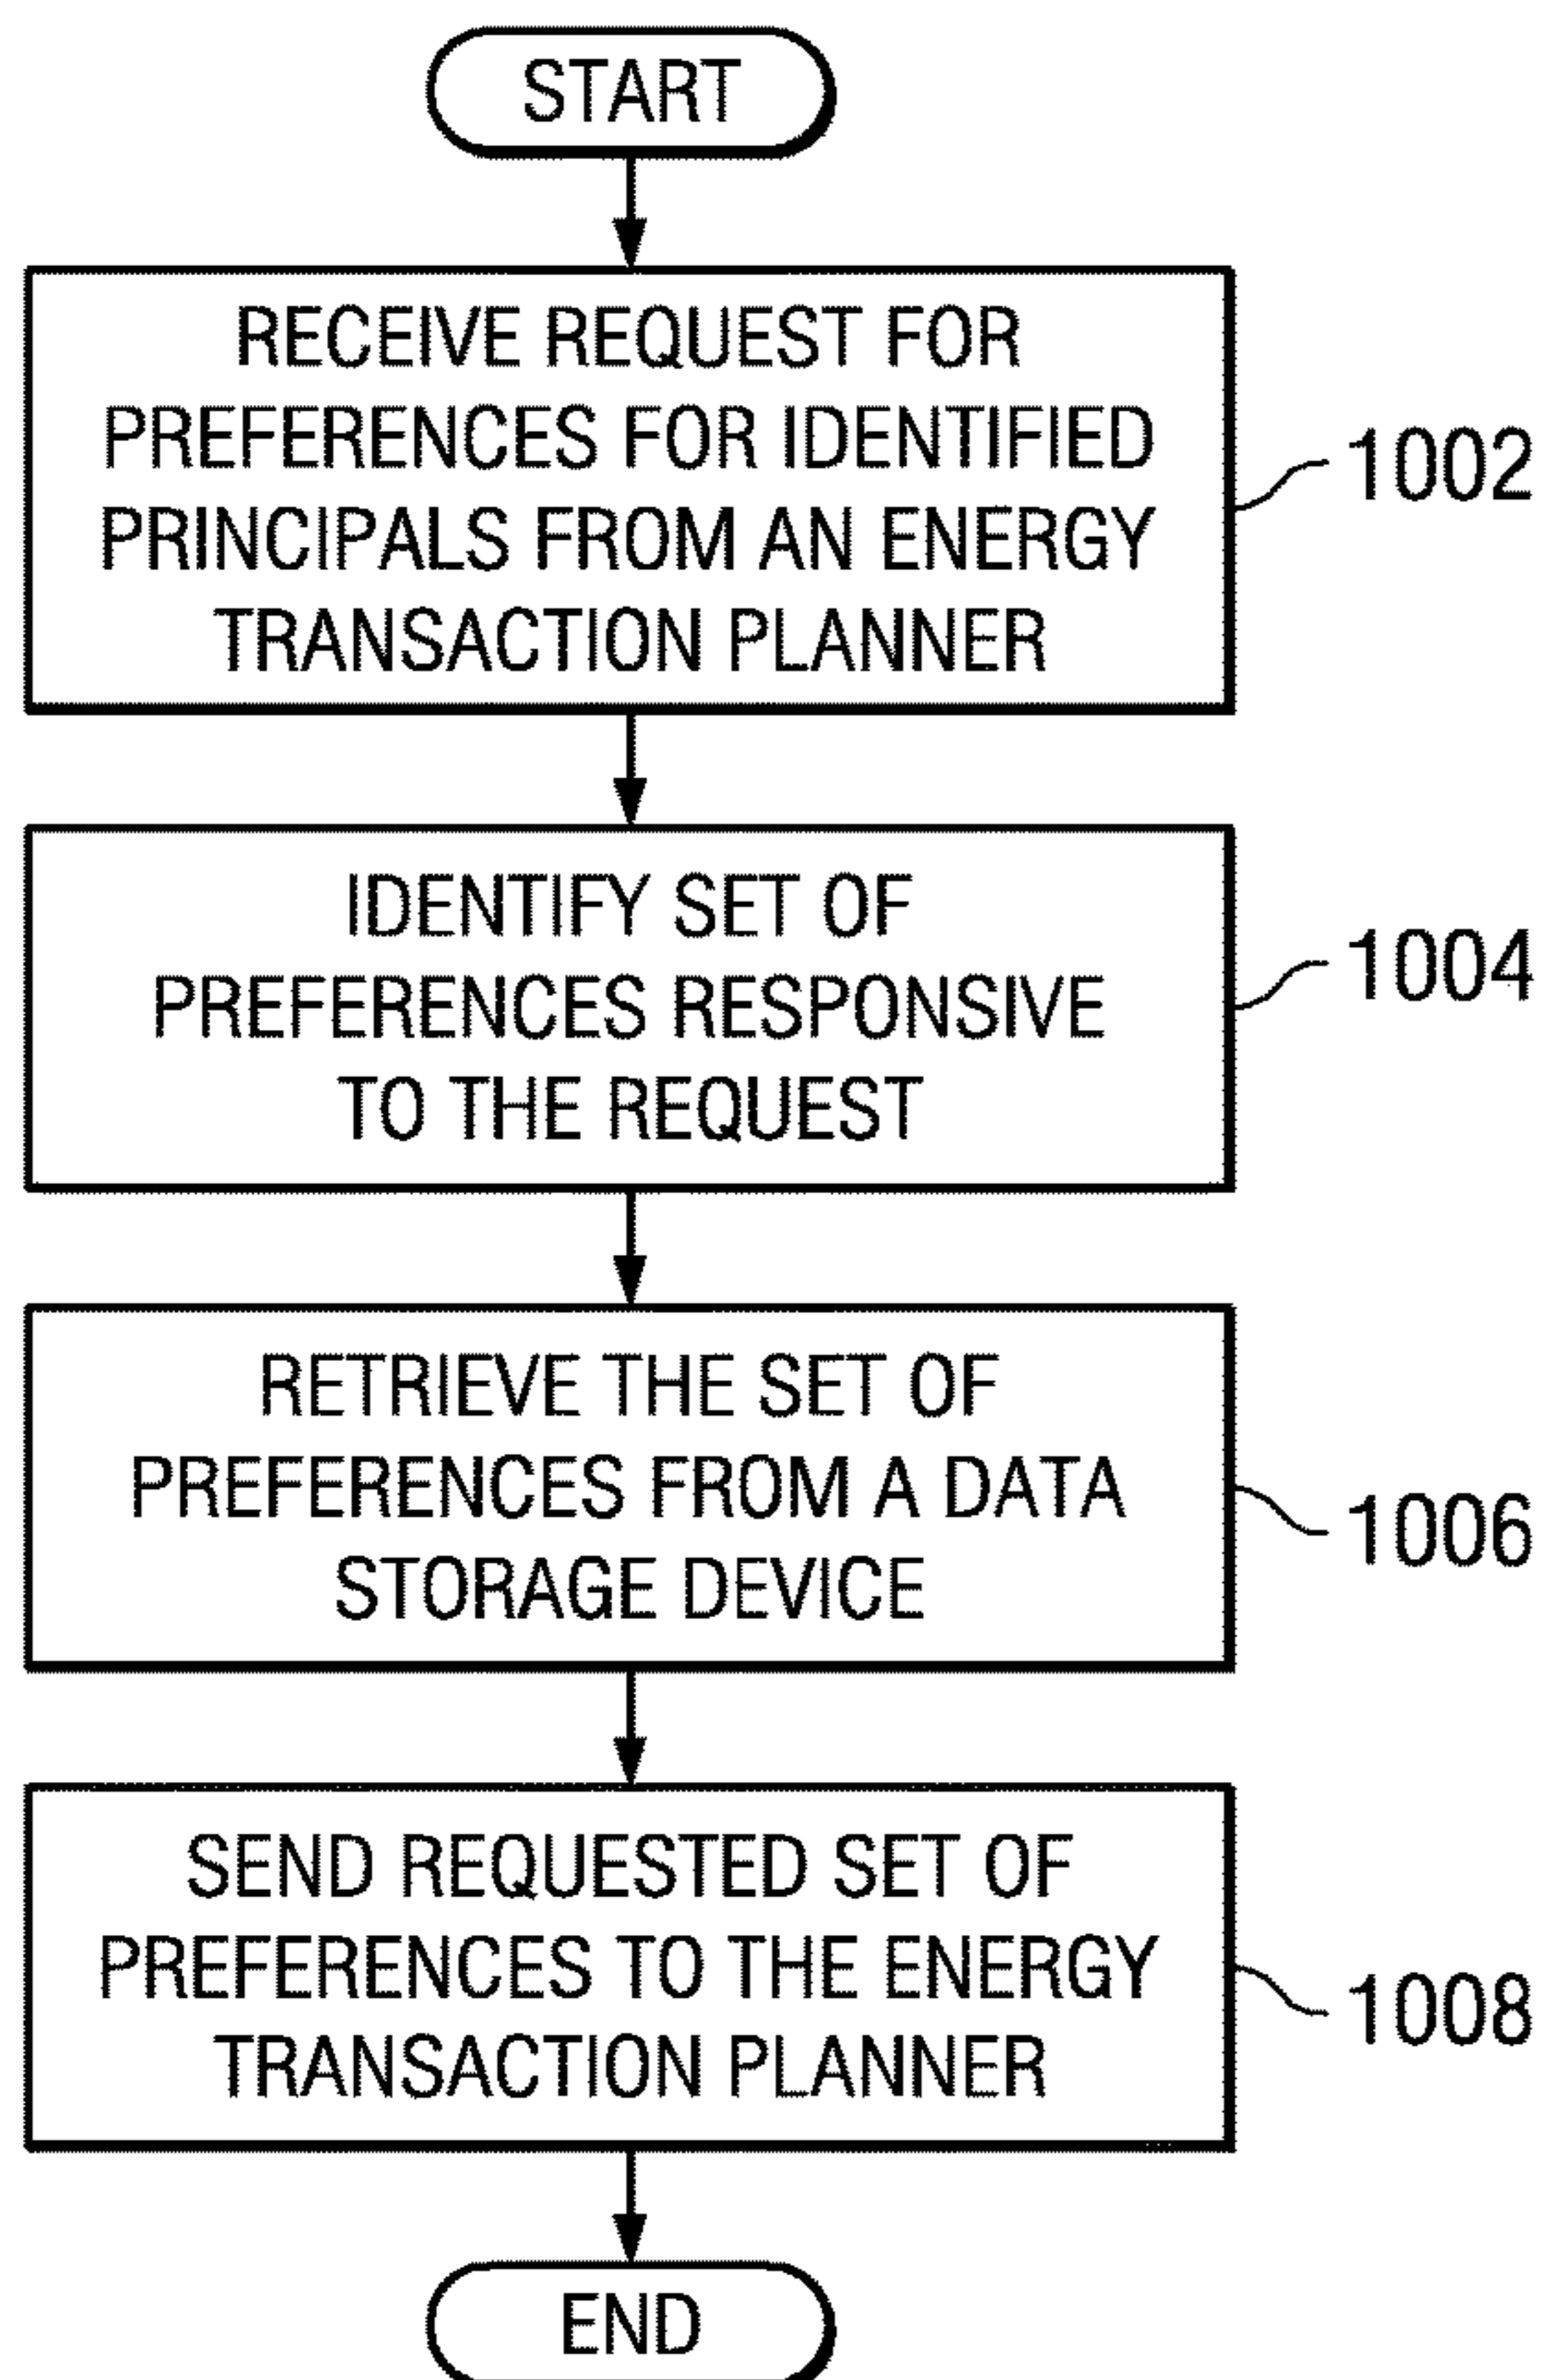 START
RECEIVE REQUEST FOR
PREFERENCES FOR IDENTIFIED
PRINCIPALS FROM AN ENERGY
TRANSACTION PLANNER
1002
IDENTIFY SET OF
PREFERENCES RESPONSIVE
TO THE REQUEST
1004
RETRIEVE THE SET OF
PREFERENCES FROM A DATA
STORAGE DEVICE
1006
SEND REQUESTED SET OF
PREFERENCES TO THE ENERGY
TRANSACTION PLANNER
1008
END